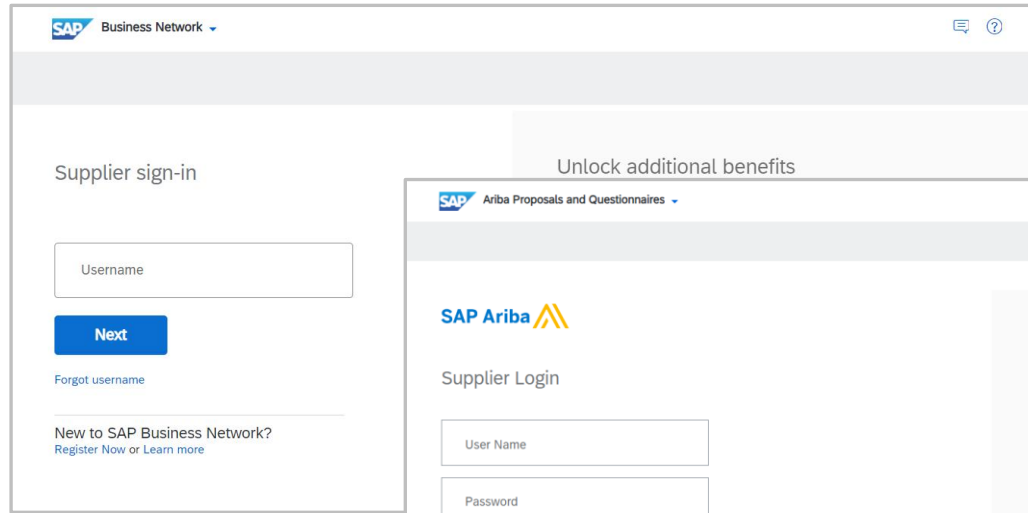 SAP Business Network
Supplier sign-in
Username
Next
Forgot username
New to SAP Business Network?
Register Now or Learn more
Unlock additional benefits
SAP Ariba Proposals and Questionnaires
SAP Ariba
Supplier Login
User Name
Password